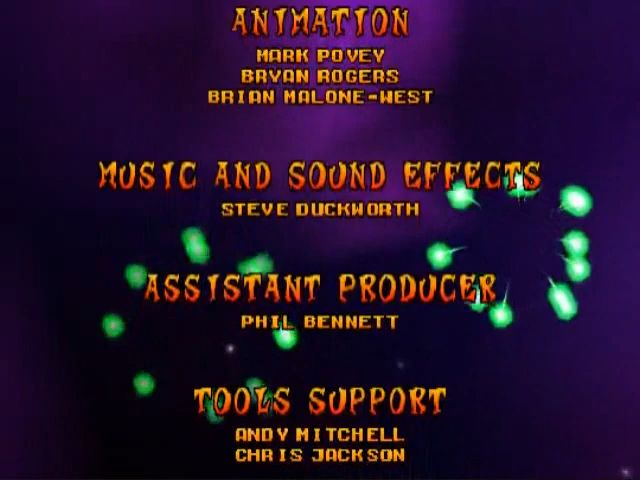 ANIMATION
MARK POVEY
BRYAN ROGERS
BRIAN MALONE-WEST
MUSIC AND SOUND EFFECTS
STEVE DUCKWORTH
ASSISTANT PRODUCER
PHIL BENNETT
TOOLS SUPPORT
ANDY MITCHELL
CHRIS JACKSON